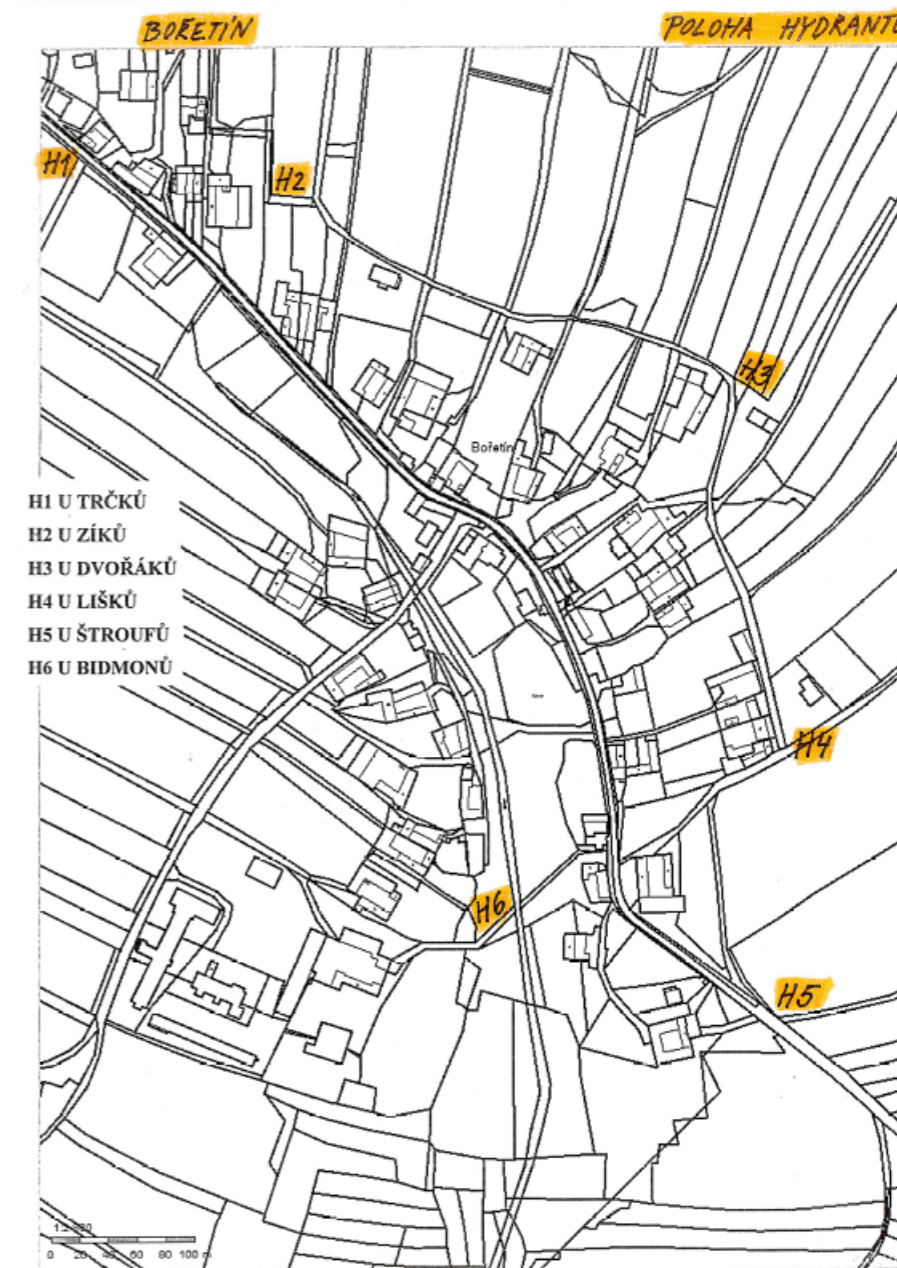 BOŘETÍN
POLOHA HYDRANTŮ
H1
H2
H3
Bořetín
H1 U TRČKŮ
H2 U ZÍKŮ
H3 U DVOŘÁKŮ
H4 U LIŠKŮ
H5 U ŠTROUFŮ
H6 U BIDMONŮ
H4
H6
H5
0 20 40 60 80 100 m